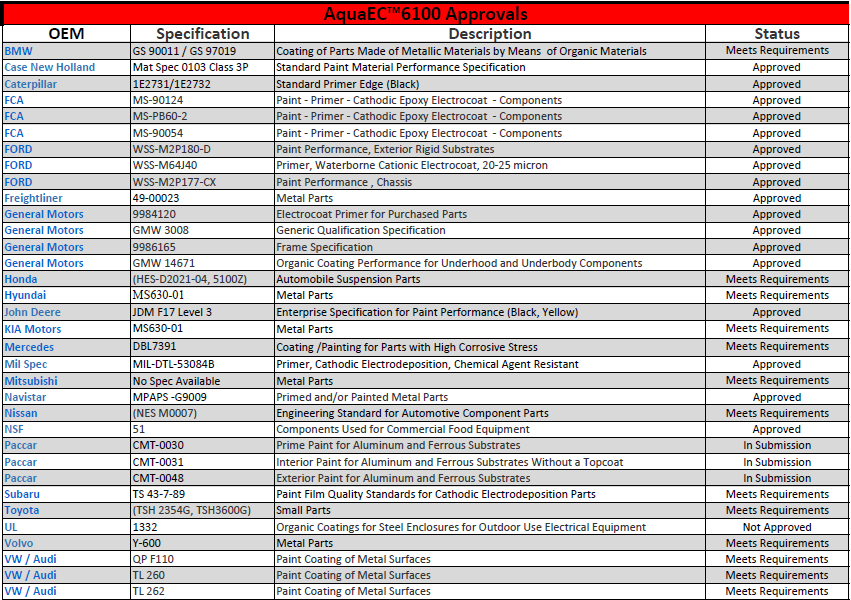 AquaEC™6100 Approvals
OEM Specification Description Status
BMW GS 90011 / GS 97019 Coating of Parts Made of Metallic Materials by Means of Organic Materials Meets Requirements
Case New Holland Mat Spec 0103 Class 3P Standard Paint Material Performance Specification Approved
Caterpillar 1E2731/1E2732 Standard Primer Edge (Black) Approved
FCA MS-90124 Paint - Primer - Cathodic Epoxy Electrocoat - Components Approved
FCA MS-PB60-2 Paint - Primer - Cathodic Epoxy Electrocoat - Components Approved
FCA MS-90054 Paint - Primer - Cathodic Epoxy Electrocoat - Components Approved
FORD WSS-M2P180-D Paint Performance, Exterior Rigid Substrates Approved
FORD WSS-M64J40 Primer, Waterborne Cationic Electrocoat, 20-25 micron Approved
FORD WSS-M2P177-CX Paint Performance , Chassis Approved
Freightliner 49-00023 Metal Parts Approved
General Motors 9984120 Electrocoat Primer for Purchased Parts Approved
General Motors GMW 3008 Generic Qualification Specification Approved
General Motors 9986165 Frame Specification Approved
General Motors GMW 14671 Organic Coating Performance for Underhood and Underbody Components Approved
Honda (HES-D2021-04, 5100Z) Automobile Suspension Parts Meets Requirements
Hyundai MS630-01 Metal Parts Meets Requirements
John Deere JDM F17 Level 3 Enterprise Specification for Paint Performance (Black, Yellow) Approved
KIA Motors MS630-01 Metal Parts Meets Requirements
Mercedes DBL7391 Coating /Painting for Parts with High Corrosive Stress Meets Requirements
Mil Spec MIL-DTL-53084B Primer, Cathodic Electrodeposition, Chemical Agent Resistant Approved
Mitsubishi No Spec Available Metal Parts Meets Requirements
Navistar MPAPS -G9009 Primed and/or Painted Metal Parts Approved
Nissan (NES M0007) Engineering Standard for Automotive Component Parts Meets Requirements
NSF 51 Components Used for Commercial Food Equipment Approved
Paccar CMT-0030 Prime Paint for Aluminum and Ferrous Substrates In Submission
Paccar CMT-0031 Interior Paint for Aluminum and Ferrous Substrates Without a Topcoat In Submission
Paccar CMT-0048 Exterior Paint for Aluminum and Ferrous Substrates In Submission
Subaru TS 43-7-89 Paint Film Quality Standards for Cathodic Electrodeposition Parts Meets Requirements
Toyota (TSH 2354G, TSH3600G) Small Parts Meets Requirements
UL 1332 Organic Coatings for Steel Enclosures for Outdoor Use Electrical Equipment Not Approved
Volvo Y-600 Metal Parts Meets Requirements
VW / Audi QP F110 Paint Coating of Metal Surfaces Meets Requirements
VW / Audi TL 260 Paint Coating of Metal Surfaces Meets Requirements
VW / Audi TL 262 Paint Coating of Metal Surfaces Meets Requirements